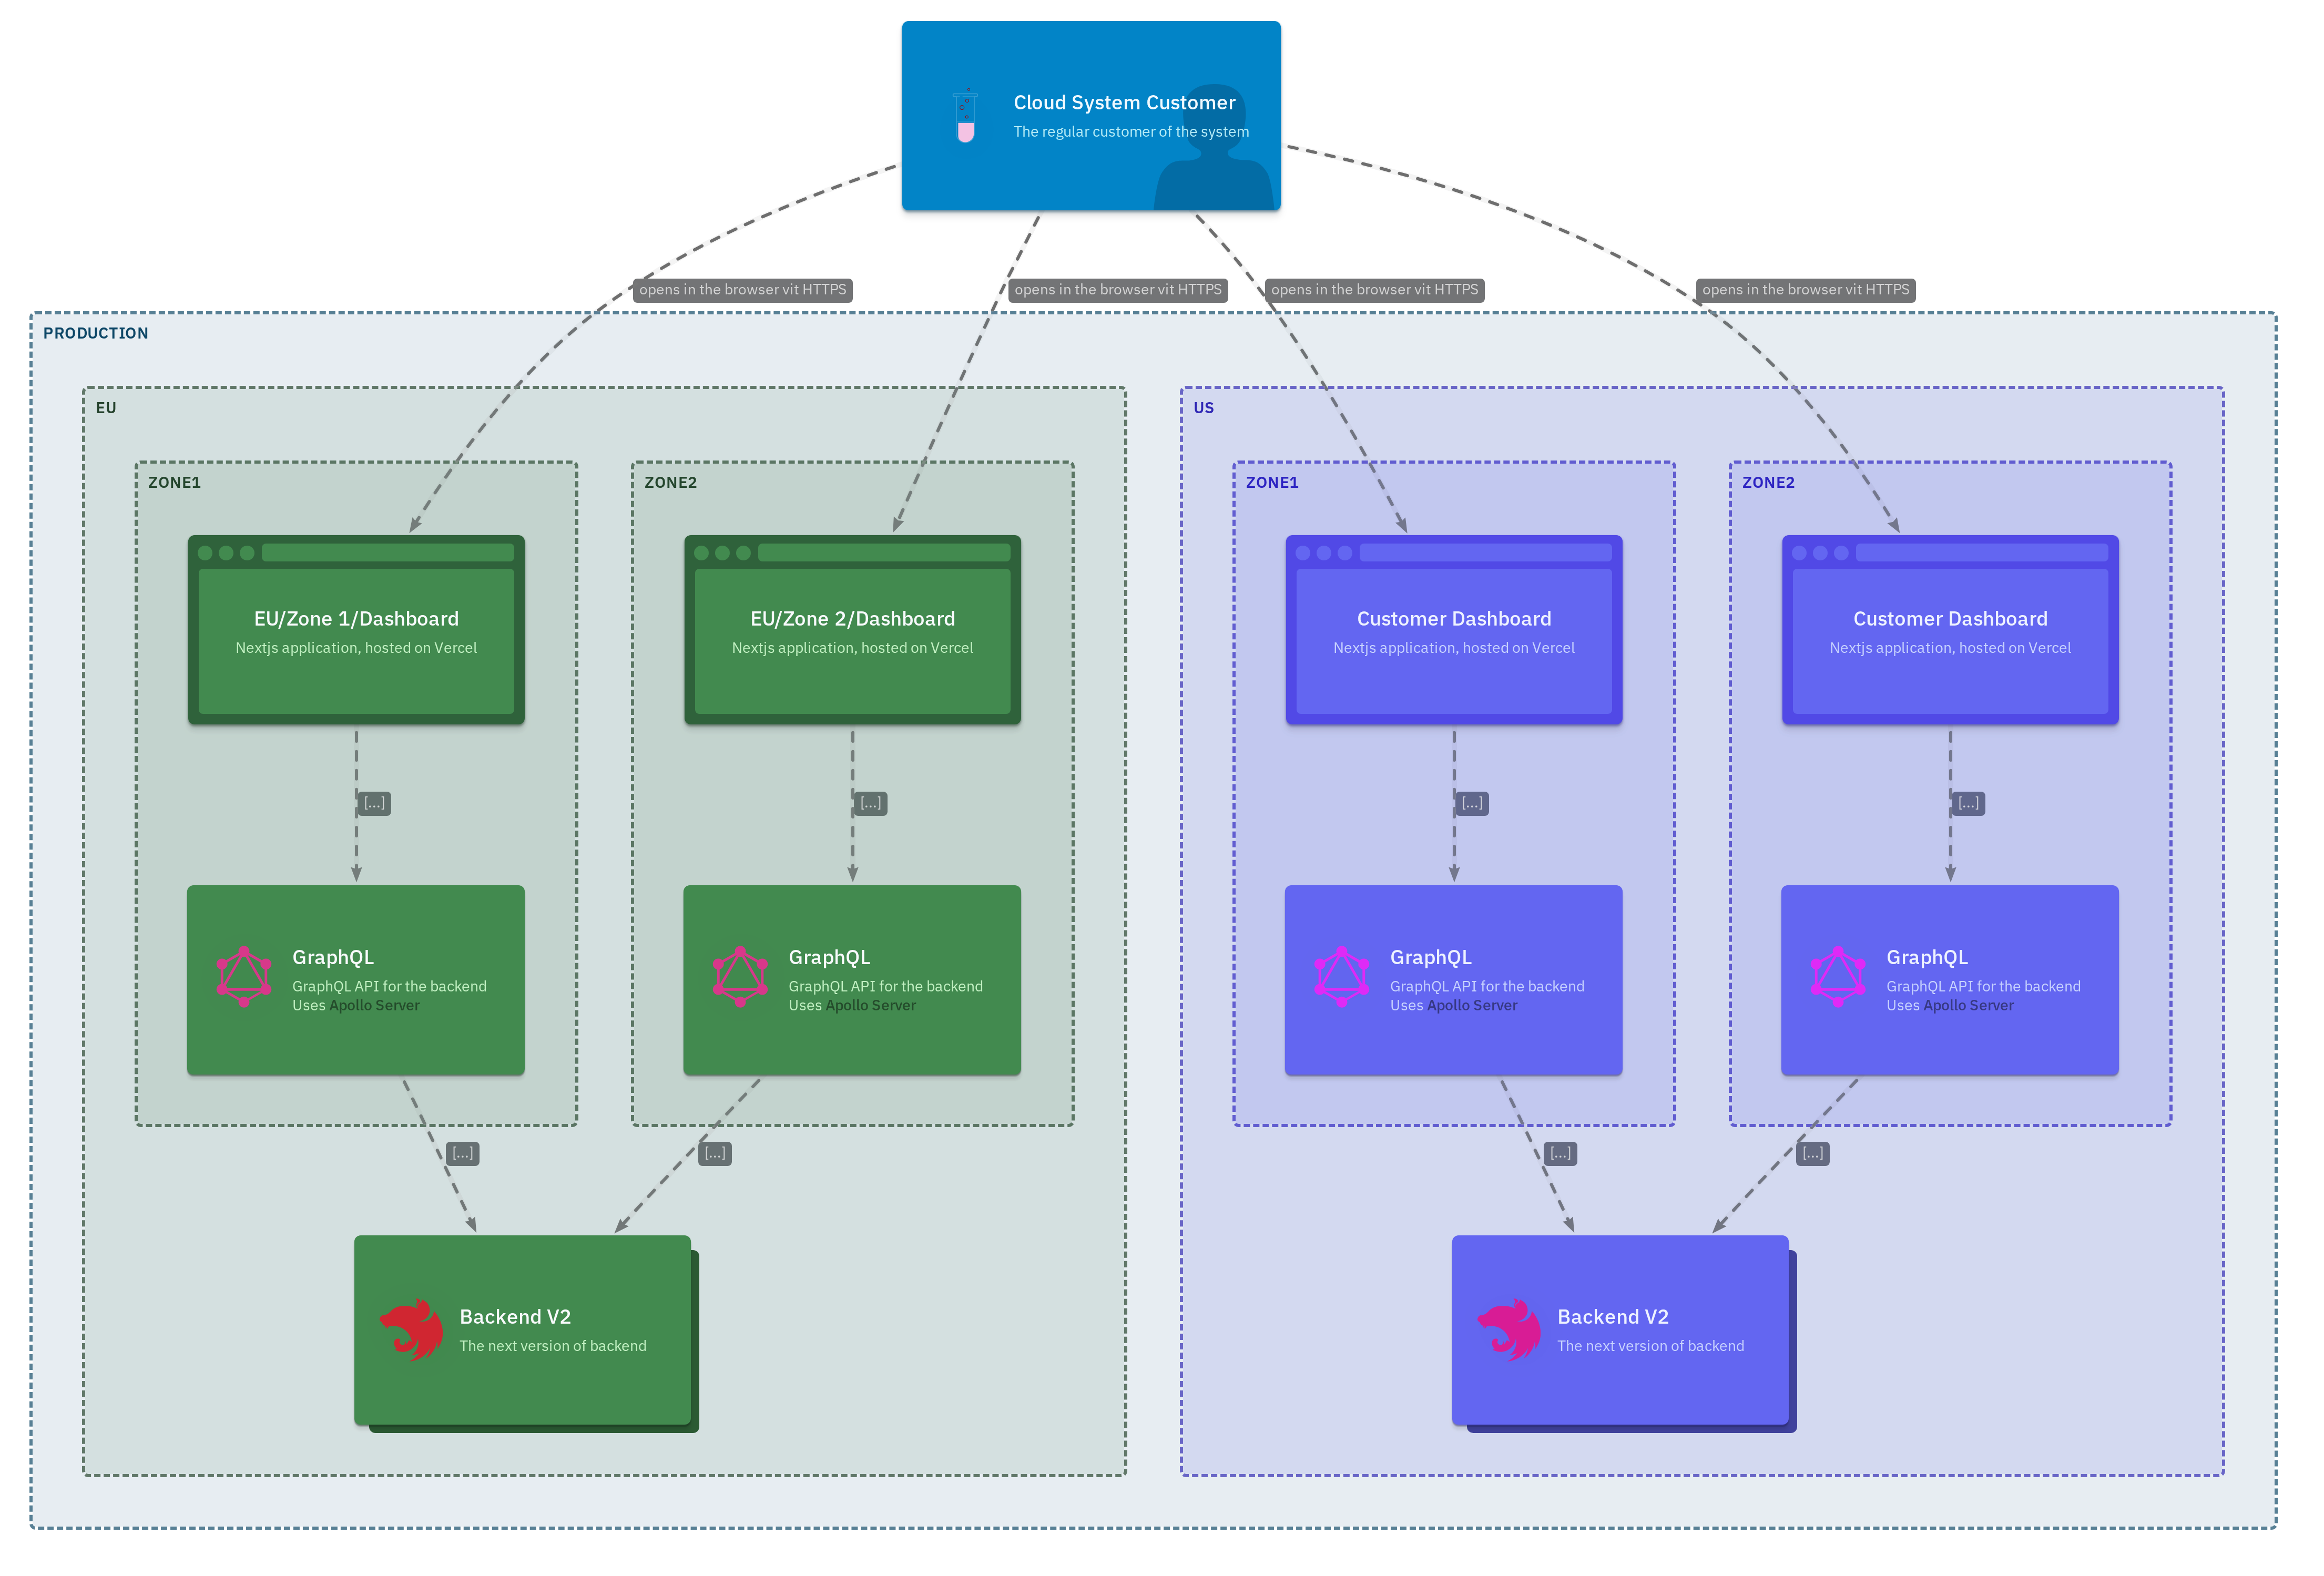 Cloud System Customer
The regular customer of the system
opens in the browser vit HTTPS
opens in the browser vit HTTPS
opens in the browser vit HTTPS
opens in the browser vit HTTPS
PRODUCTION
EU
ZONE1
EU/Zone 1/Dashboard
Nextjs application, hosted on Vercel
[...]
GraphQL
GraphQL API for the backend
Uses Apollo Server
[...]
ZONE2
EU/Zone 2/Dashboard
Nextjs application, hosted on Vercel
[...]
GraphQL
GraphQL API for the backend
Uses Apollo Server
[...]
Backend V2
The next version of backend
US
ZONE1
Customer Dashboard
Nextjs application, hosted on Vercel
[...]
GraphQL
GraphQL API for the backend
Uses Apollo Server
[...]
ZONE2
Customer Dashboard
Nextjs application, hosted on Vercel
[...]
GraphQL
GraphQL API for the backend
Uses Apollo Server
[...]
Backend V2
The next version of backend